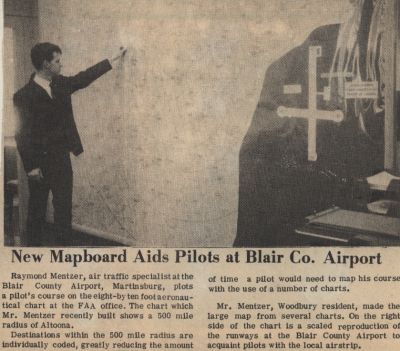 New Mapboard Aids Pilots at Blair Co. Airport
Raymond Mentzer, air traffic specialist at the
Blair County Airport, Martinsburg, plots
a pilot's course on the eight-by ten foot aeronau-
tical chart at the FAA office. The chart which
Mr. Mentzer recently built shows a 500 mile
radius of Altoona.
Destinations within the 500 mile radius are
individually coded, greatly reducing the amount
of time a pilot would need to map his course
with the use of a number of charts.
Mr. Mentzer, Woodbury resident, made the
large map from several charts. On the right
side of the chart is a scaled reproduction of
the runways at the Blair County Airport to
acquaint pilots with the local airstrip.